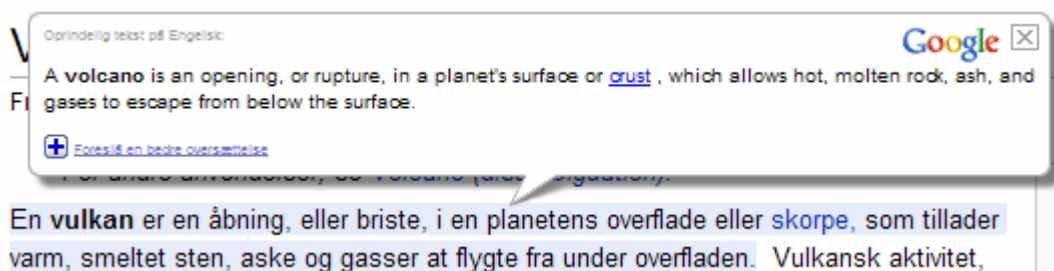 Oprindelig tekst på Engelsk:
Google
A volcano is an opening, or rupture, in a planet's surface or crust , which allows hot, molten rock, ash, and
gases to escape from below the surface.
Foreslå en bedre oversættelse
En vulkan er en åbning, eller briste, i en planetens overflade eller skorpe, som tillader
varm, smeltet sten, aske og gasser at flygte fra under overfladen. Vulkansk aktivitet,